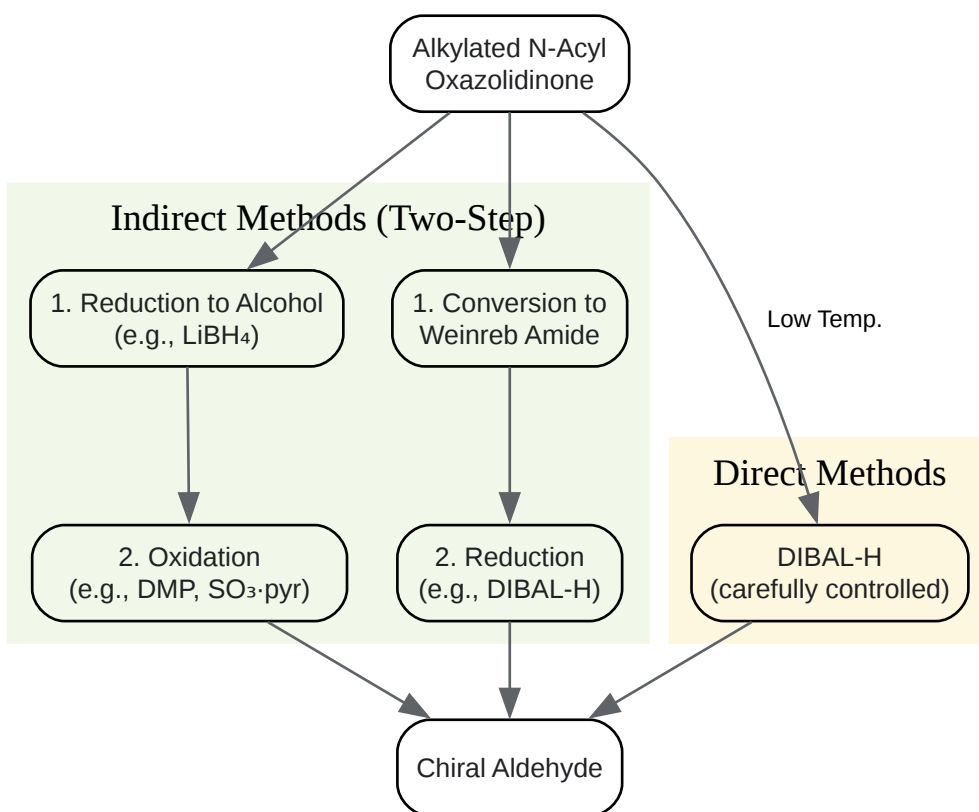 Alkylated N-Acyl
Oxazolidinone
Indirect Methods (Two-Step)
1. Reduction to Alcohol
(e.g., LiBH₄)
1. Conversion to
Weinreb Amide
Low Temp.
Direct Methods
2. Oxidation
(e.g., DMP, SO₃·pyr)
2. Reduction
(e.g., DIBAL-H)
DIBAL-H
(carefully controlled)
Chiral Aldehyde